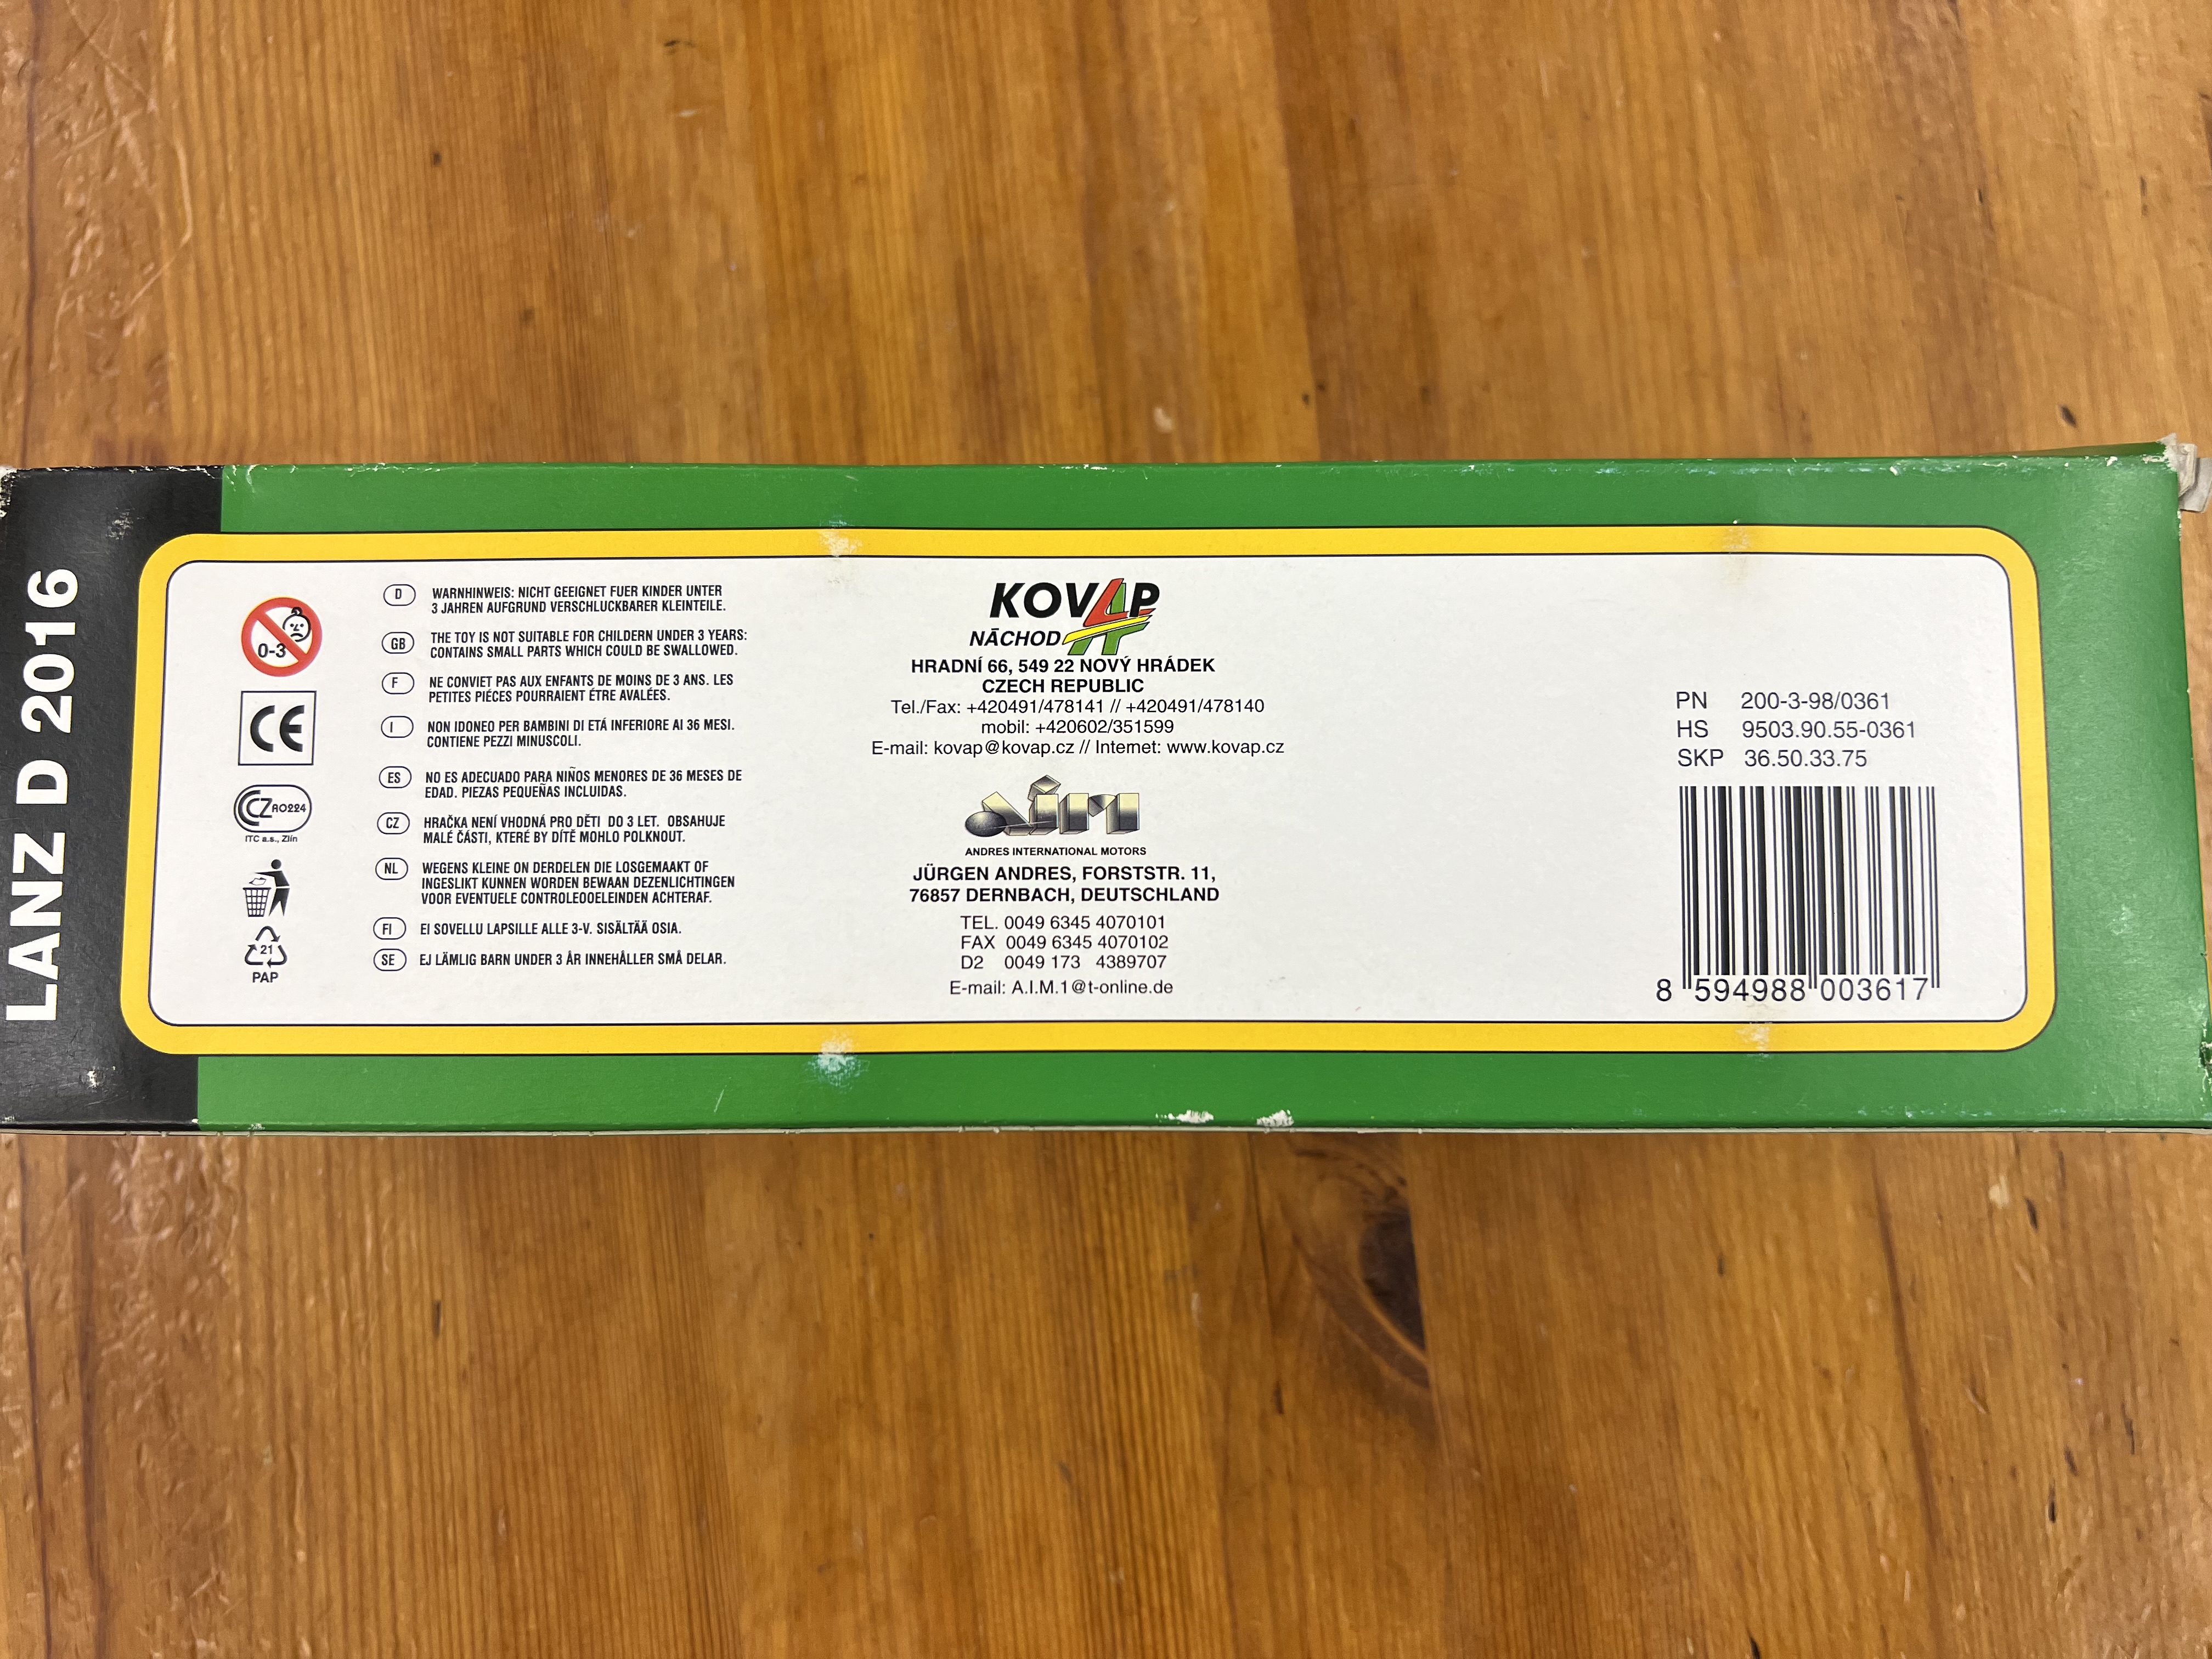 LANZ D 2016
0-3
CE
CZ AO224
ITC a.s., Zlín
21
PAP
D WARNHINWEIS: NICHT GEEIGNET FUER KINDER UNTER
3 JAHREN AUFGRUND VERSCHLUCKBARER KLEINTEILE.
GB THE TOY IS NOT SUITABLE FOR CHILDERN UNDER 3 YEARS:
CONTAINS SMALL PARTS WHICH COULD BE SWALLOWED.
F NE CONVIET PAS AUX ENFANTS DE MOINS DE 3 ANS. LES
PETITES PIÉCES POURRAIENT ÉTRE AVALÉES.
I NON IDONEO PER BAMBINI DI ETÁ INFERIORE AI 36 MESI.
CONTIENE PEZZI MINUSCOLI.
ES NO ES ADECUADO PARA NIÑOS MENORES DE 36 MESES DE
EDAD. PIEZAS PEQUEÑAS INCLUIDAS.
CZ HRAČKA NENÍ VHODNÁ PRO DĚTI DO 3 LET. OBSAHUJE
MALÉ ČÁSTI, KTERÉ BY DÍTĚ MOHLO POLKNOUT.
NL WEGENS KLEINE ON DERDELEN DIE LOSGEMAAKT OF
INGESLIKT KUNNEN WORDEN BEWAAN DEZENLICHTINGEN
VOOR EVENTUELE CONTROLEOOELEINDEN ACHTERAF.
FI EI SOVELLU LAPSILLE ALLE 3-V. SISÄLTÄÄ OSIA.
SE EJ LÄMLIG BARN UNDER 3 ÅR INNEHÅLLER SMÅ DELAR.
KOVAP
NÁCHOD
HRADNÍ 66, 549 22 NOVÝ HRÁDEK
CZECH REPUBLIC
Tel./Fax: +420491/478141 // +420491/478140
mobil: +420602/351599
E-mail: kovap@kovap.cz // Internet: www.kovap.cz
AIM
ANDRES INTERNATIONAL MOTORS
JÜRGEN ANDRES, FORSTSTR. 11,
76857 DERNBACH, DEUTSCHLAND
TEL. 0049 6345 4070101
FAX 0049 6345 4070102
D2 0049 173 4389707
E-mail: A.I.M.1@t-online.de
PN 200-3-98/0361
HS 9503.90.55-0361
SKP 36.50.33.75
8 594988 003617